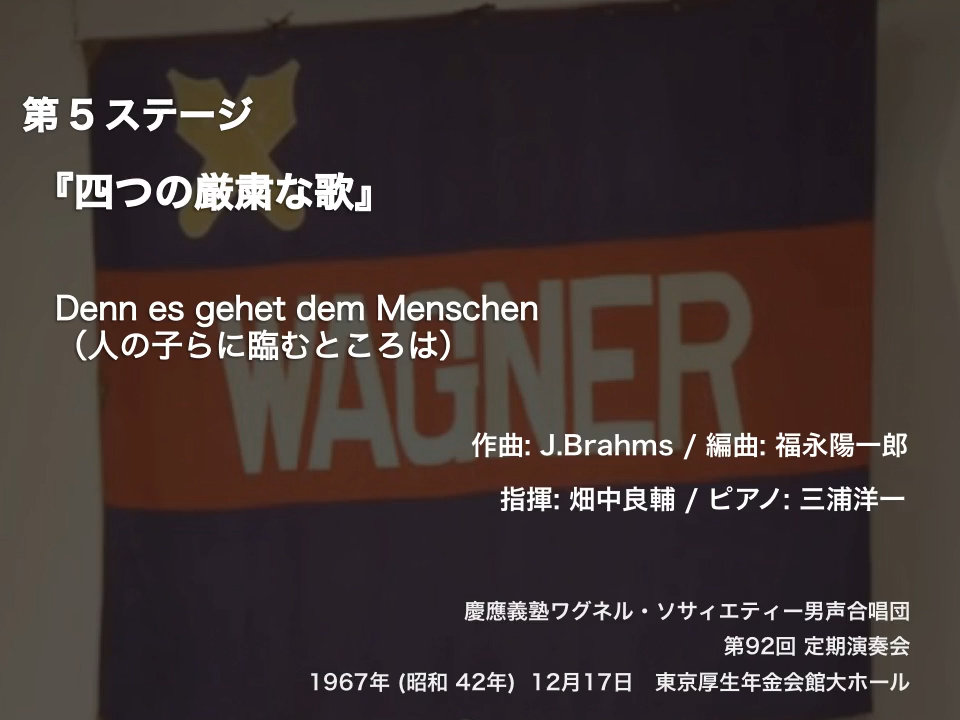 第5ステージ
『四つの厳粛な歌』
Denn es gehet dem Menschen
（人の子らに臨むところは）
WAGNER
作曲: J.Brahms / 編曲: 福永陽一郎
指揮: 畑中良輔 / ピアノ: 三浦洋一
慶應義塾ワグネル・ソサィエティー男声合唱団
第92回 定期演奏会
1967年 (昭和 42年) 12月17日　東京厚生年金会館大ホール